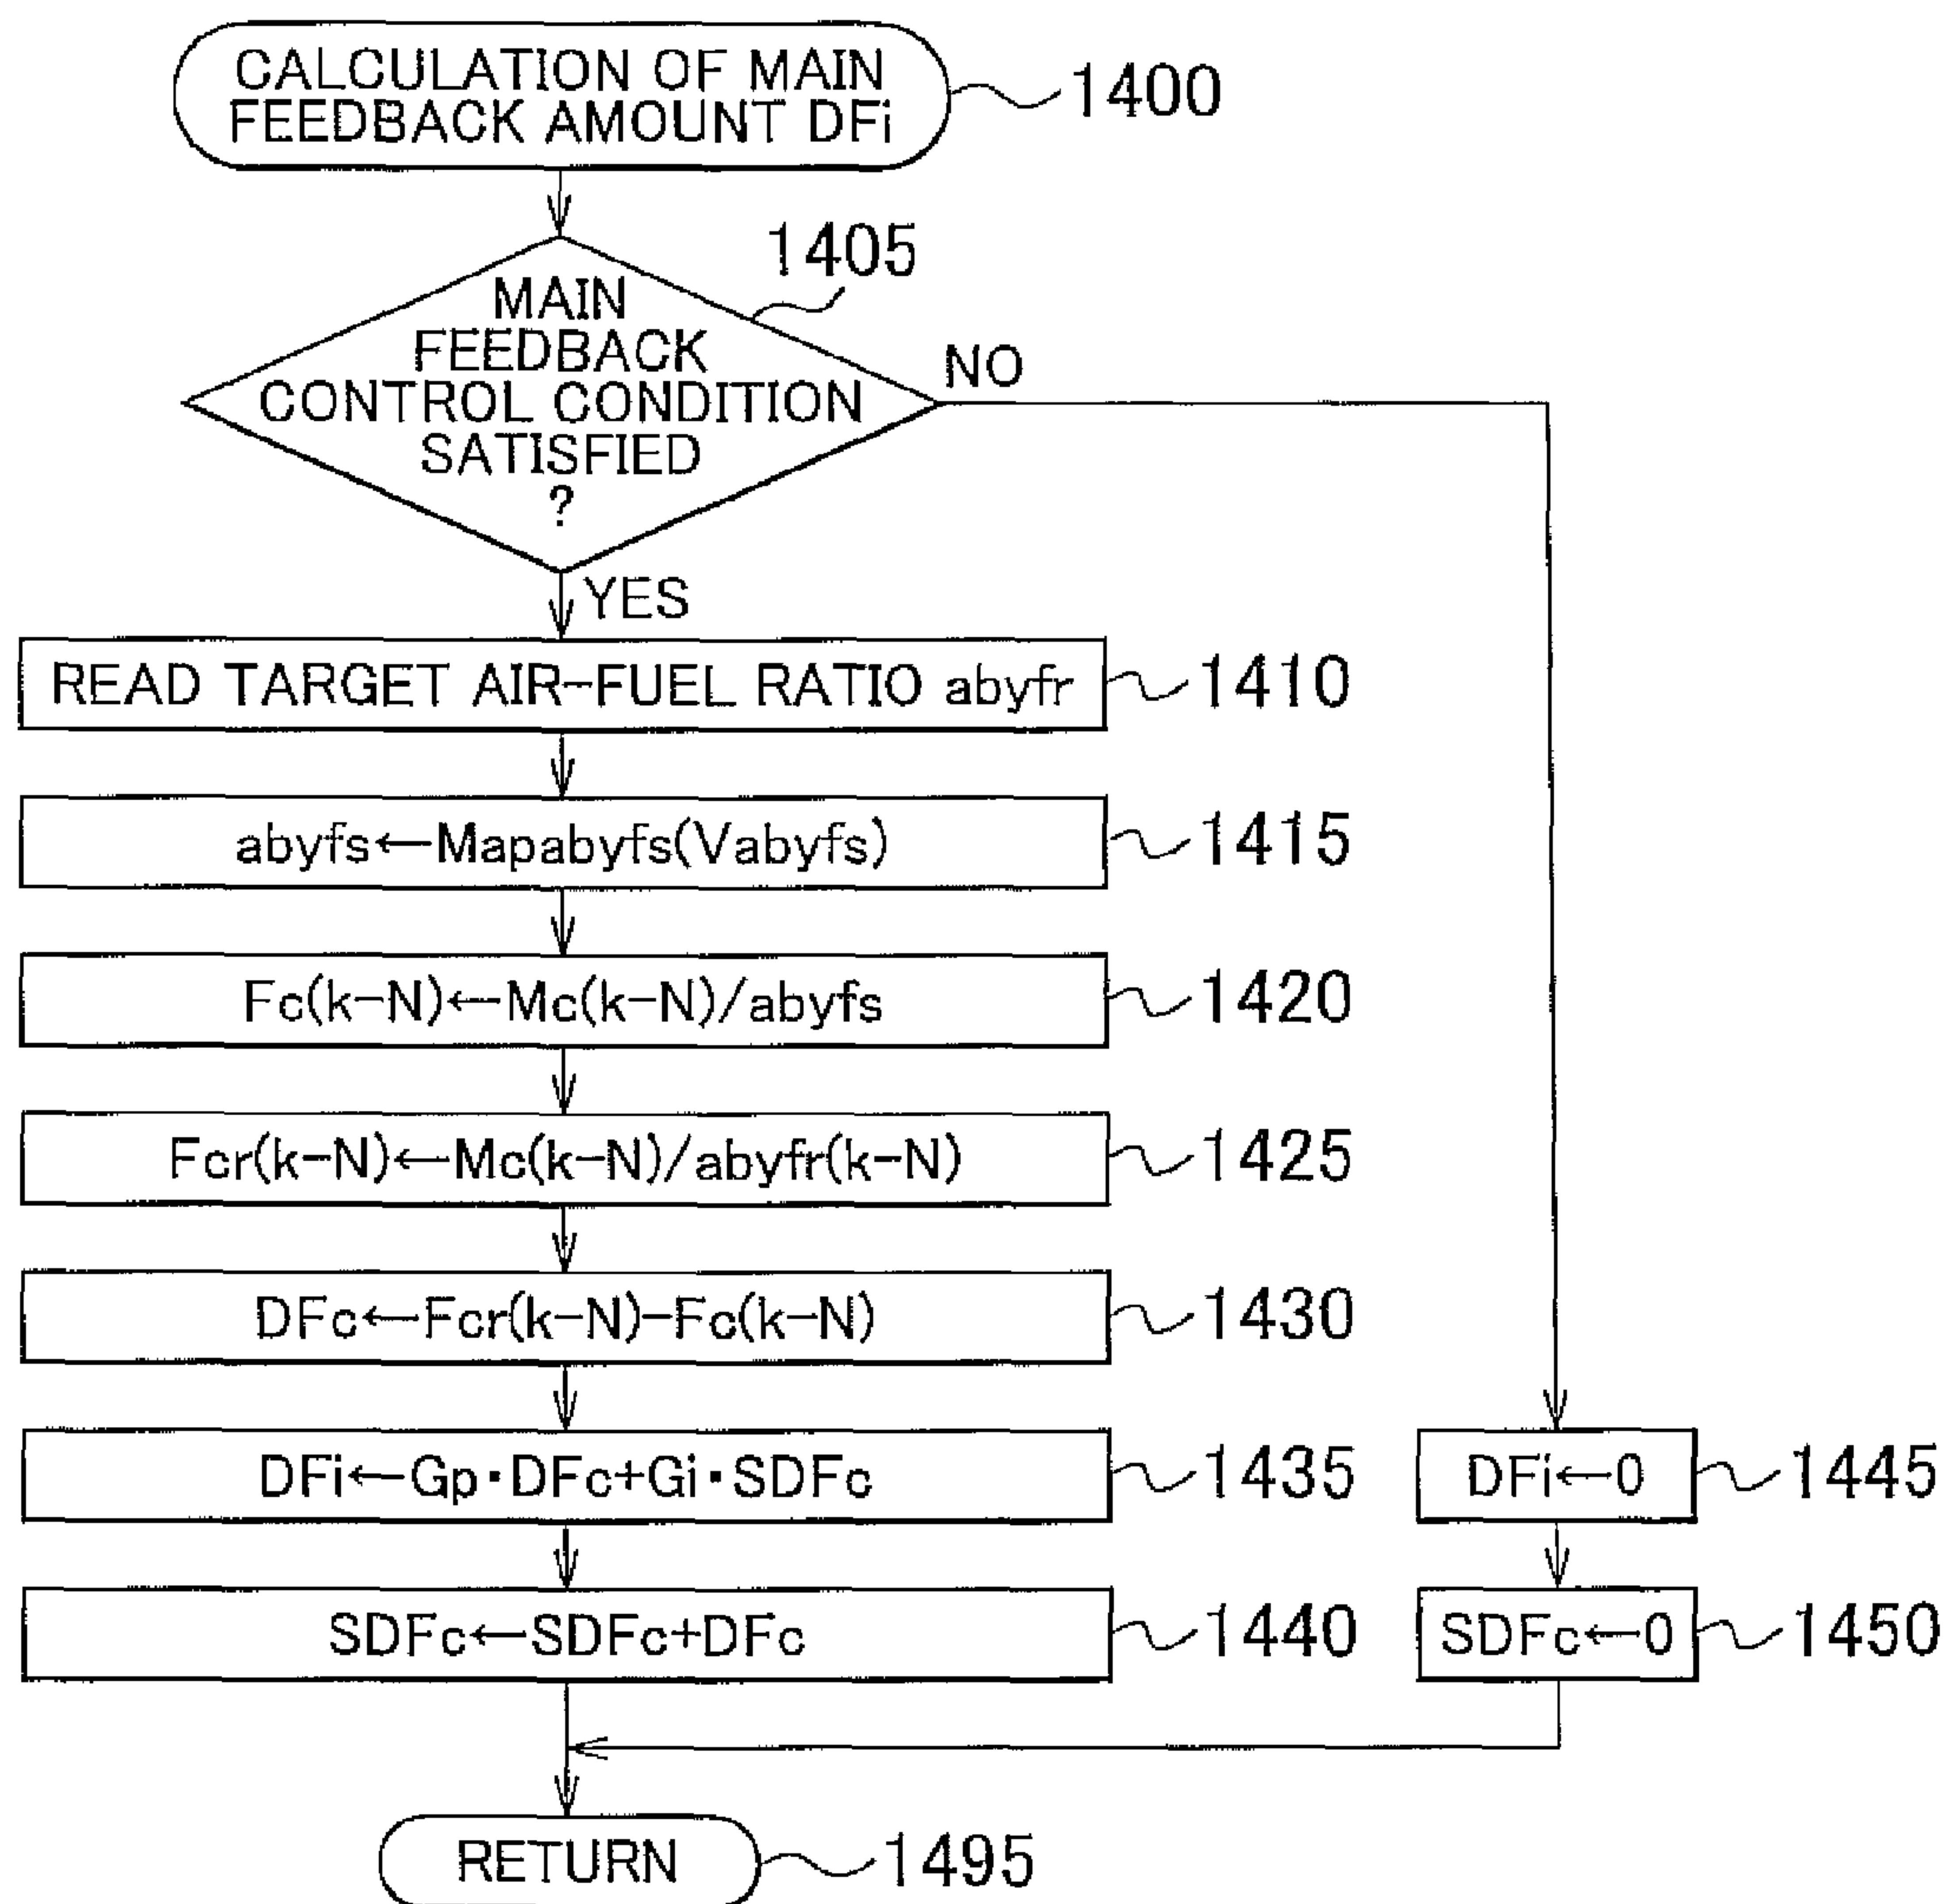 CALCULATION OF MAIN
FEEDBACK AMOUNT DFi
1400
1405
MAIN
FEEDBACK
CONTROL CONDITION
SATISFIED
?
NO
YES
READ TARGET AIR-FUEL RATIO abyfr
1410
abyfs←Mapabyfs(Vabyfs)
1415
Fc(k-N)←Mc(k-N)/abyfs
1420
Fcr(k-N)←Mc(k-N)/abyfr(k-N)
1425
DFc←Fcr(k-N)-Fc(k-N)
1430
DFi←Gp·DFc+Gi·SDFc
1435
DFi←0
1445
SDFc←SDFc+DFc
1440
SDFc←0
1450
RETURN
1495